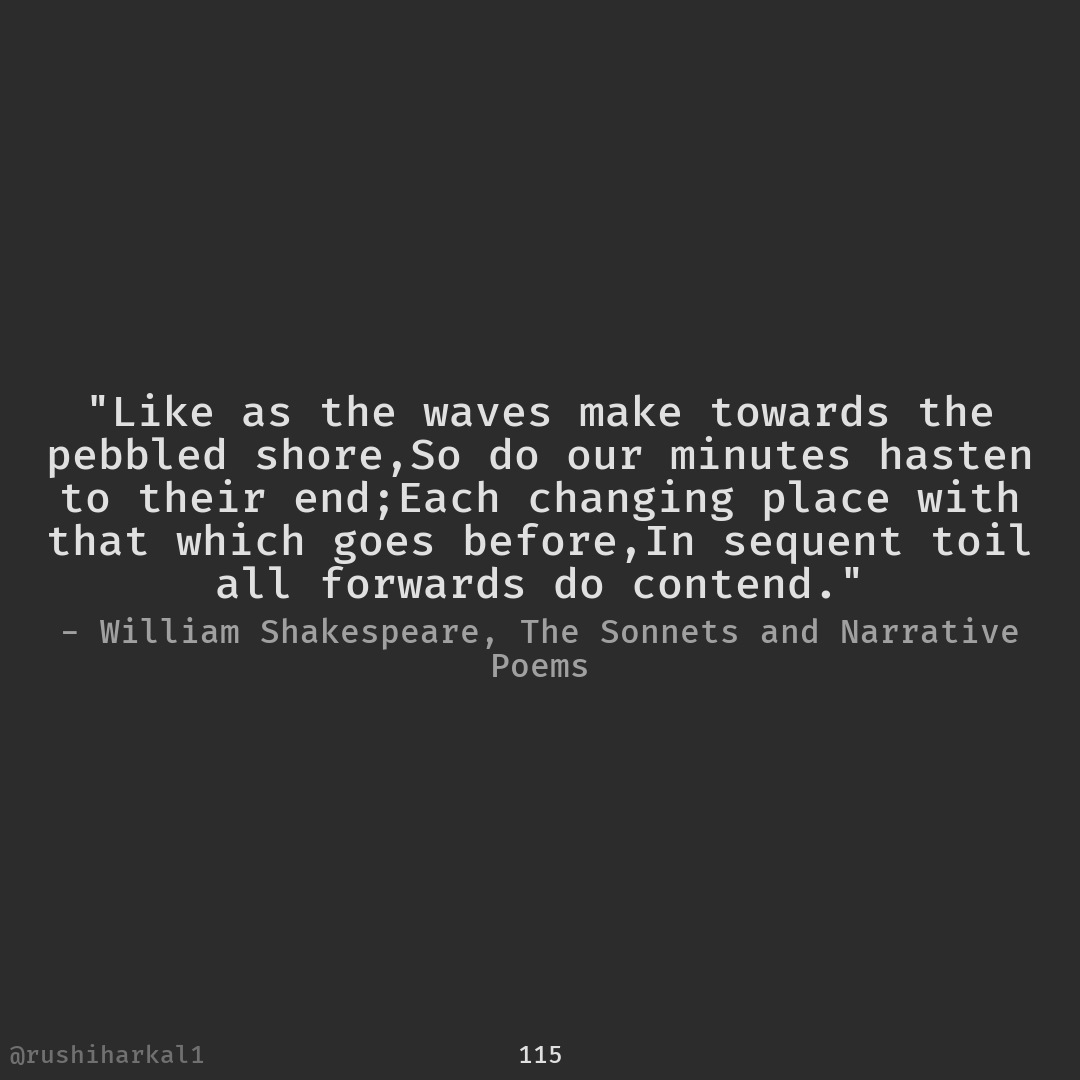 "Like as the waves make towards the
pebbled shore,So do our minutes hasten
to their end;Each changing place with
that which goes before,In sequent toil
all forwards do contend."
– William Shakespeare, The Sonnets and Narrative
Poems
@rushiharkal1
115